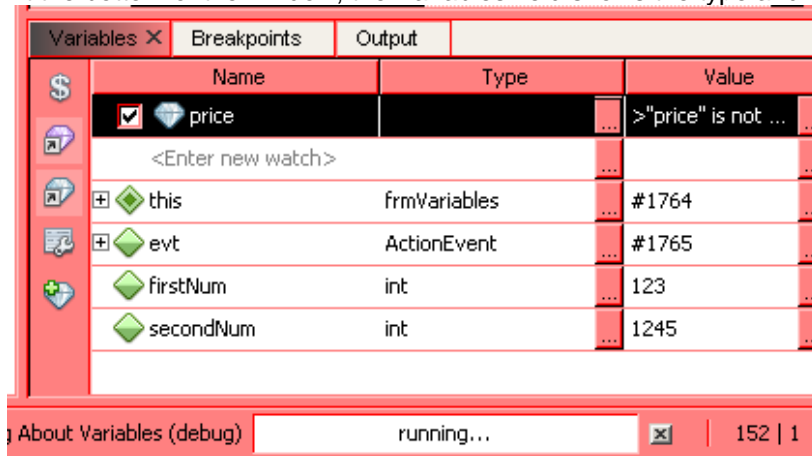 Variables Breakpoints Output
Name Type Value
price >"price" is not ...
<Enter new watch>
this frmVariables #1764
evt ActionEvent #1765
firstNum int 123
secondNum int 1245
About Variables (debug) running... 152 | 1